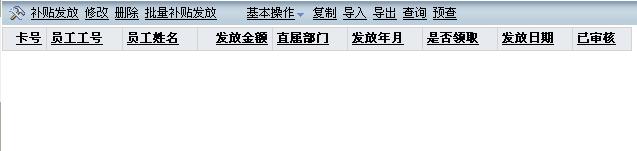 补贴发放 修改 删除 批量补贴发放 基本操作 复制 导入 导出 查询 预查
卡号 员工工号 员工姓名 发放金额 直属部门 发放年月 是否领取 发放日期 已审核